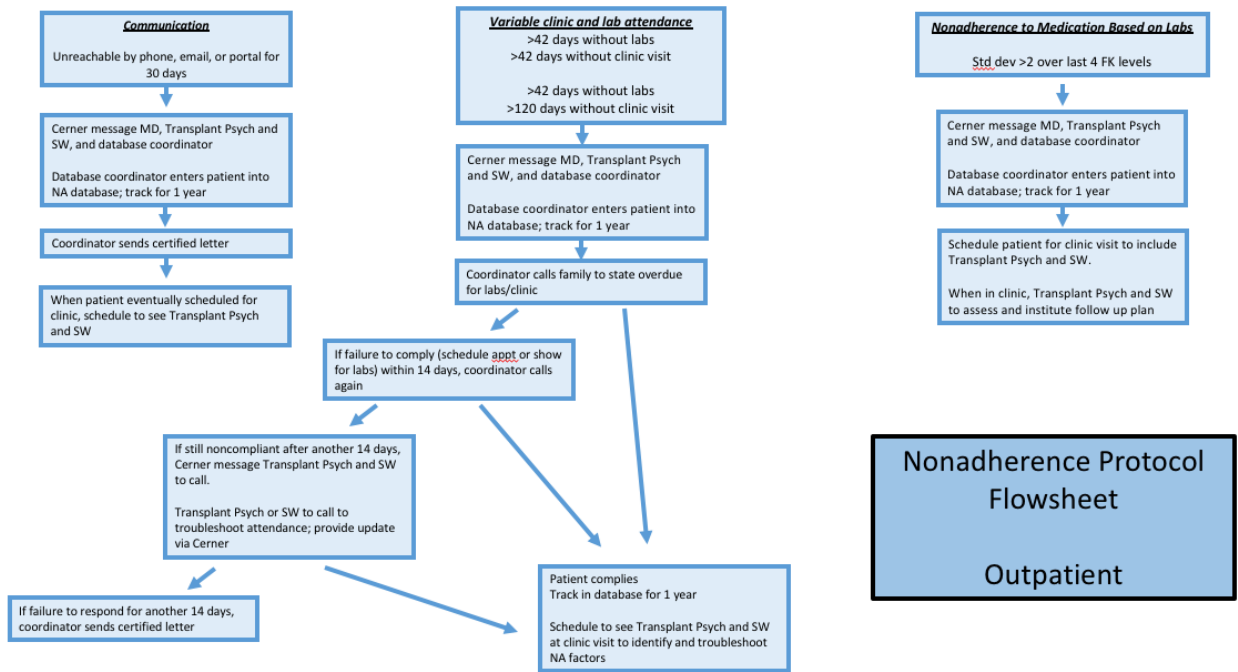 Communication
Unreachable by phone, email, or portal for
30 days
Cerner message MD, Transplant Psych and
SW, and database coordinator
Database coordinator enters patient into
NA database; track for 1 year
Coordinator sends certified letter
When patient eventually scheduled for
clinic, schedule to see Transplant Psych
and SW
Variable clinic and lab attendance
>42 days without labs
>42 days without clinic visit
>42 days without labs
>120 days without clinic visit
Cerner message MD, Transplant Psych
and SW, and database coordinator
Database coordinator enters patient into
NA database; track for 1 year
Coordinator calls family to state overdue
for labs/clinic
If failure to comply (schedule appt or show
for labs) within 14 days, coordinator calls
again
If still noncompliant after another 14 days,
Cerner message Transplant Psych and SW
to call.
Transplant Psych or SW to call to
troubleshoot attendance; provide update
via Cerner
If failure to respond for another 14 days,
coordinator sends certified letter
Patient complies
Track in database for 1 year
Schedule to see Transplant Psych and SW
at clinic visit to identify and troubleshoot
NA factors
Nonadherence to Medication Based on Labs
Std dev >2 over last 4 FK levels
Cerner message MD, Transplant Psych
and SW, and database coordinator
Database coordinator enters patient into
NA database; track for 1 year
Schedule patient for clinic visit to include
Transplant Psych and SW.
When in clinic, Transplant Psych and SW
to assess and institute follow up plan
Nonadherence Protocol
Flowsheet
Outpatient